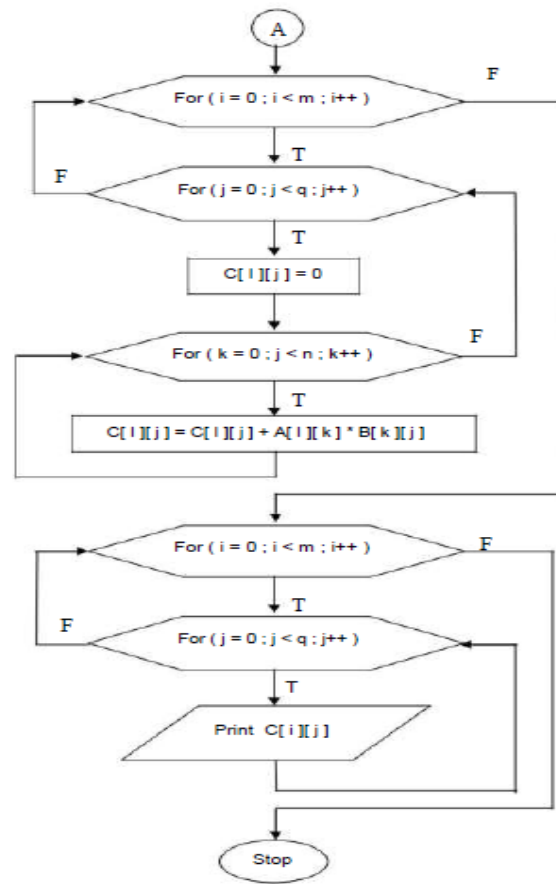 A
For ( i = 0 ; i < m ; i++ )
F
T
F
For ( j = 0 ; j < q ; j++ )
T
C[ I ][ j ] = 0
For ( k = 0 ; j < n ; k++ )
F
T
C[ I ][ j ] = C[ I ][ j ] + A[ I ][ k ] * B[ k ][ j ]
For ( i = 0 ; i < m ; i++ )
F
T
F
For ( j = 0 ; j < q ; j++ )
T
Print C[ i ][ j ]
Stop